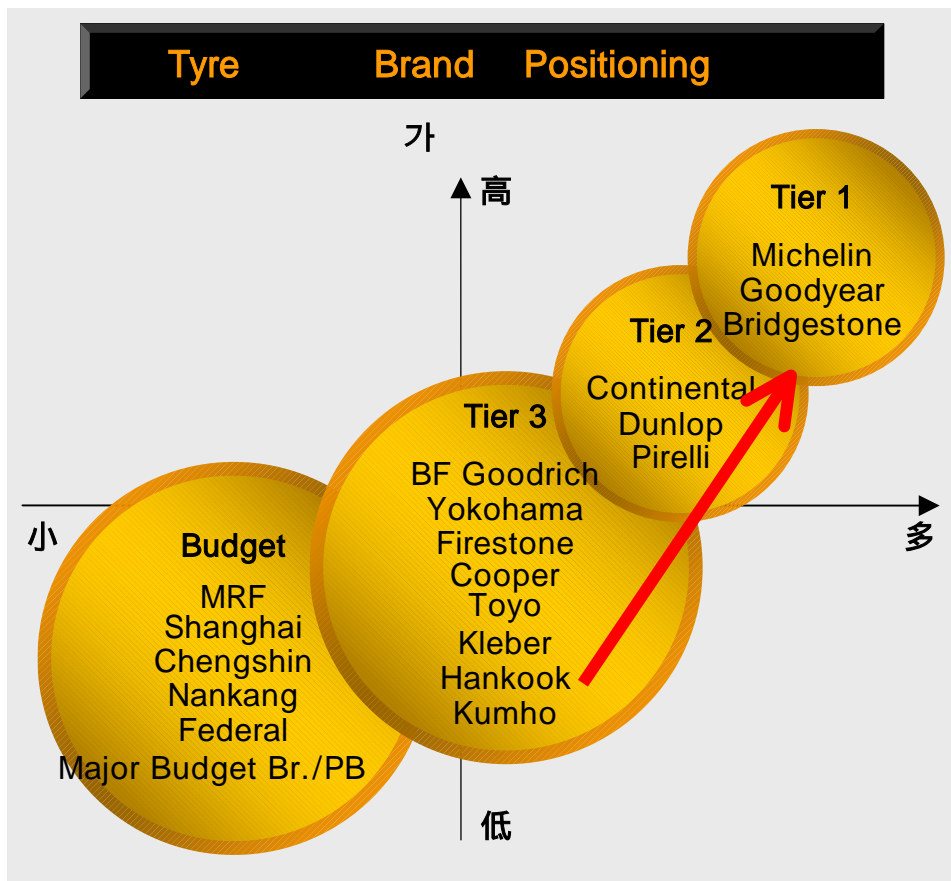 Tyre Brand Positioning
가
高
Tier 1
Michelin
Goodyear
Bridgestone
Tier 2
Continental
Dunlop
Pirelli
Tier 3
BF Goodrich
Yokohama
Firestone
Cooper
Toyo
Kleber
Hankook
Kumho
小
多
Budget
MRF
Shanghai
Chengshin
Nankang
Federal
Major Budget Br./PB
低